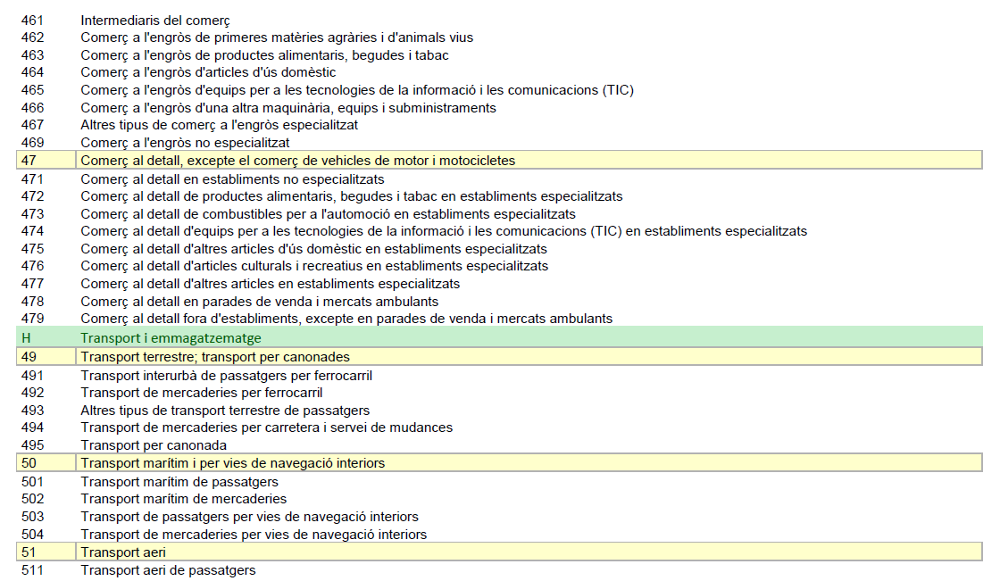 461 Intermediaris del comerç
462 Comerç a l'engròs de primeres matèries agràries i d'animals vius
463 Comerç a l'engròs de productes alimentaris, begudes i tabac
464 Comerç a l'engròs d'articles d'ús domèstic
465 Comerç a l'engròs d'equips per a les tecnologies de la informació i les comunicacions (TIC)
466 Comerç a l'engròs d'una altra maquinària, equips i subministraments
467 Altres tipus de comerç a l'engròs especialitzat
469 Comerç a l'engròs no especialitzat
47 Comerç al detall, excepte el comerç de vehicles de motor i motocicletes
471 Comerç al detall en establiments no especialitzats
472 Comerç al detall de productes alimentaris, begudes i tabac en establiments especialitzats
473 Comerç al detall de combustibles per a l'automoció en establiments especialitzats
474 Comerç al detall d'equips per a les tecnologies de la informació i les comunicacions (TIC) en establiments especialitzats
475 Comerç al detall d'altres articles d'ús domèstic en establiments especialitzats
476 Comerç al detall d'articles culturals i recreatius en establiments especialitzats
477 Comerç al detall d'altres articles en establiments especialitzats
478 Comerç al detall en parades de venda i mercats ambulants
479 Comerç al detall fora d'establiments, excepte en parades de venda i mercats ambulants
H Transport i emmagatzematge
49 Transport terrestre; transport per canonades
491 Transport interurbà de passatgers per ferrocarril
492 Transport de mercaderies per ferrocarril
493 Altres tipus de transport terrestre de passatgers
494 Transport de mercaderies per carretera i servei de mudances
495 Transport per canonada
50 Transport marítim i per vies de navegació interiors
501 Transport marítim de passatgers
502 Transport marítim de mercaderies
503 Transport de passatgers per vies de navegació interiors
504 Transport de mercaderies per vies de navegació interiors
51 Transport aeri
511 Transport aeri de passatgers